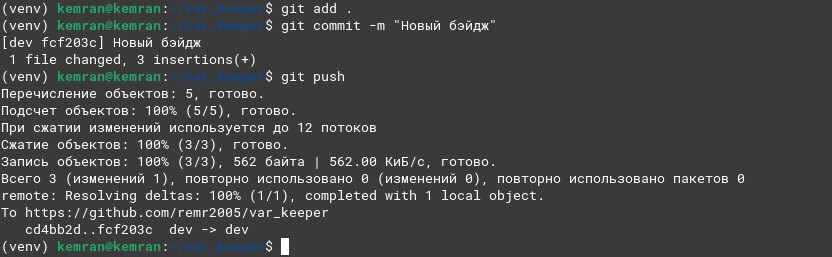 (venv) kemran@kemran:~/var_keeper$ git add .
(venv) kemran@kemran:~/var_keeper$ git commit -m "Новый бэйдж"
[dev fcf203c] Новый бэйдж
 1 file changed, 3 insertions(+)
(venv) kemran@kemran:~/var_keeper$ git push
Перечисление объектов: 5, готово.
Подсчет объектов: 100% (5/5), готово.
При сжатии изменений используется до 12 потоков
Сжатие объектов: 100% (3/3), готово.
Запись объектов: 100% (3/3), 562 байта | 562.00 КиБ/с, готово.
Всего 3 (изменений 1), повторно использовано 0 (изменений 0), повторно использовано пакетов 0
remote: Resolving deltas: 100% (1/1), completed with 1 local object.
To https://github.com/remr2005/var_keeper
   cd4bb2d..fcf203c  dev -> dev
(venv) kemran@kemran:~/var_keeper$